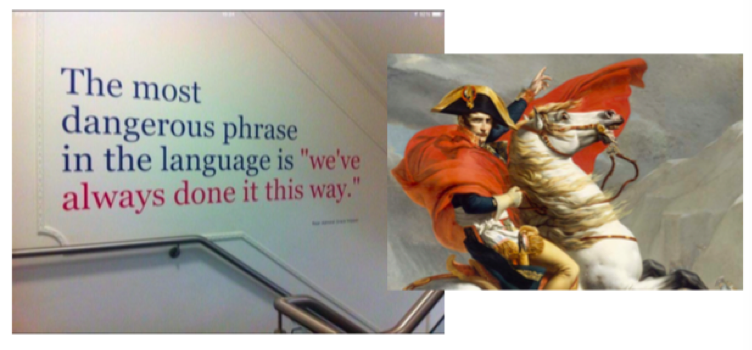 The most
dangerous phrase
in the language is "we've
always done it this way."